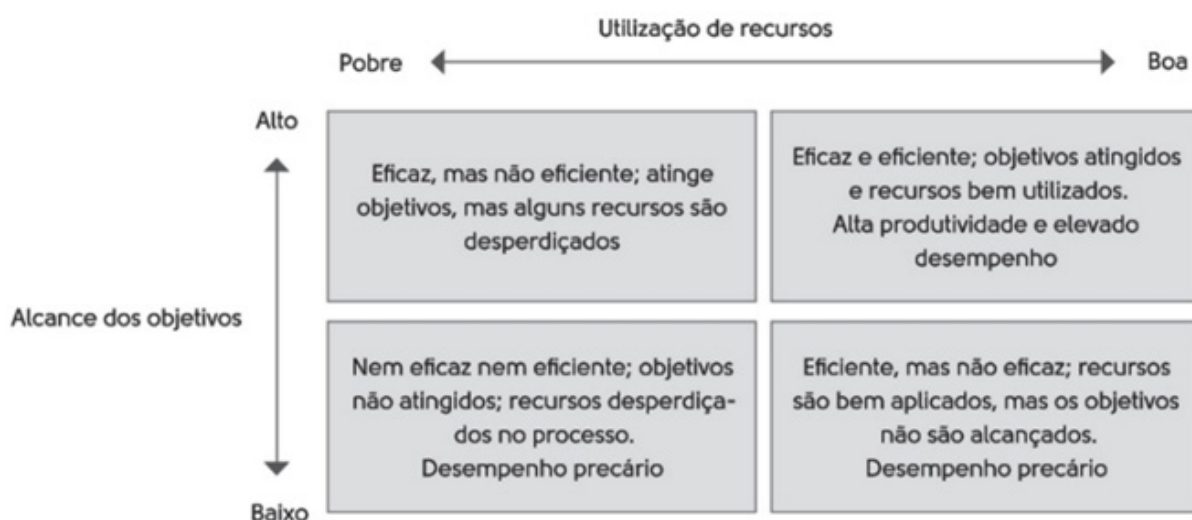 Utilização de recursos
Pobre
Boa
Alto
Eficaz, mas não eficiente; atinge
objetivos, mas alguns recursos são
desperdiçados
Eficaz e eficiente; objetivos atingidos
e recursos bem utilizados.
Alta produtividade e elevado
desempenho
Alcance dos objetivos
Nem eficaz nem eficiente; objetivos
não atingidos; recursos desperdiça-
dos no processo.
Desempenho precário
Eficiente, mas não eficaz; recursos
são bem aplicados, mas os objetivos
não são alcançados.
Desempenho precário
Baixo